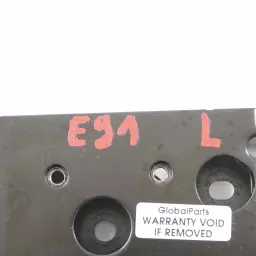 E91 L
GlobalParts
WARRANTY VOID
IF REMOVED